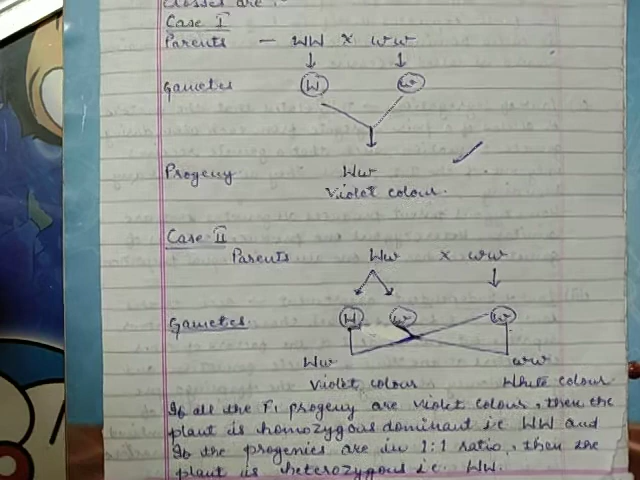 classes are :
Case I
Parents — WW x ww
Gametes W w
Progeny Ww
Violet colour.
Case II
Parents Ww x ww
Gametes W w w
Ww ww
Violet colour White colour
If all the F1 progeny are violet colour, then the
plant is homozygous dominant i.e WW and
If the progenies are in 1:1 ratio, then the
plant is heterozygous i.e. Ww.